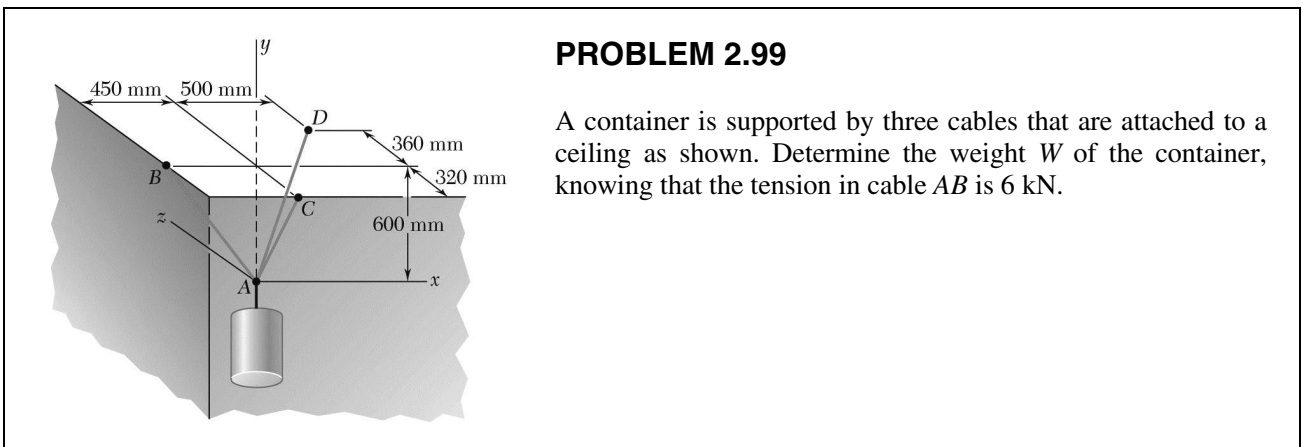 PROBLEM 2.99
A container is supported by three cables that are attached to a
ceiling as shown. Determine the weight W of the container,
knowing that the tension in cable AB is 6 kN.
y
450 mm 500 mm
D
360 mm
B
320 mm
C
z
600 mm
A
x